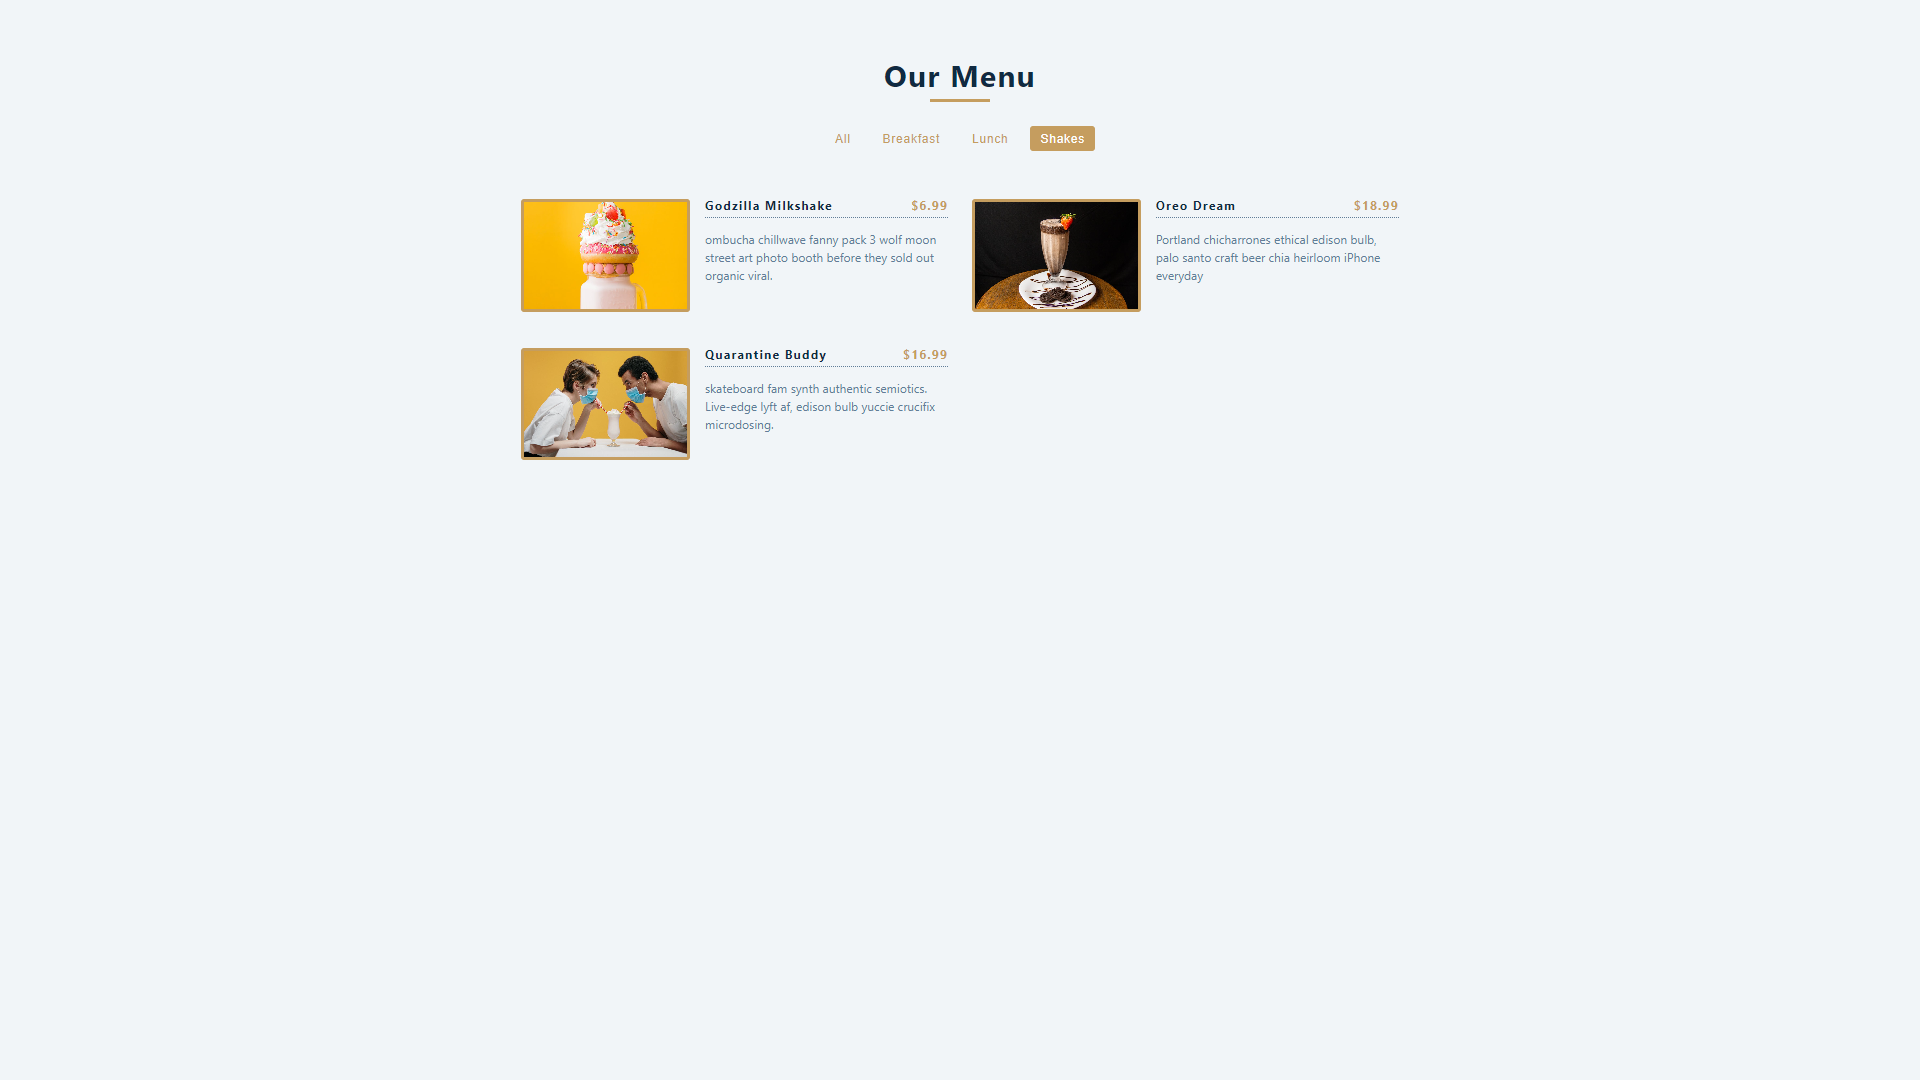 Our Menu
All Breakfast Lunch Shakes
Godzilla Milkshake $6.99
ombucha chillwave fanny pack 3 wolf moon
street art photo booth before they sold out
organic viral.
Oreo Dream $18.99
Portland chicharrones ethical edison bulb,
palo santo craft beer chia heirloom iPhone
everyday
Quarantine Buddy $16.99
skateboard fam synth authentic semiotics.
Live-edge lyft af, edison bulb yuccie crucifix
microdosing.